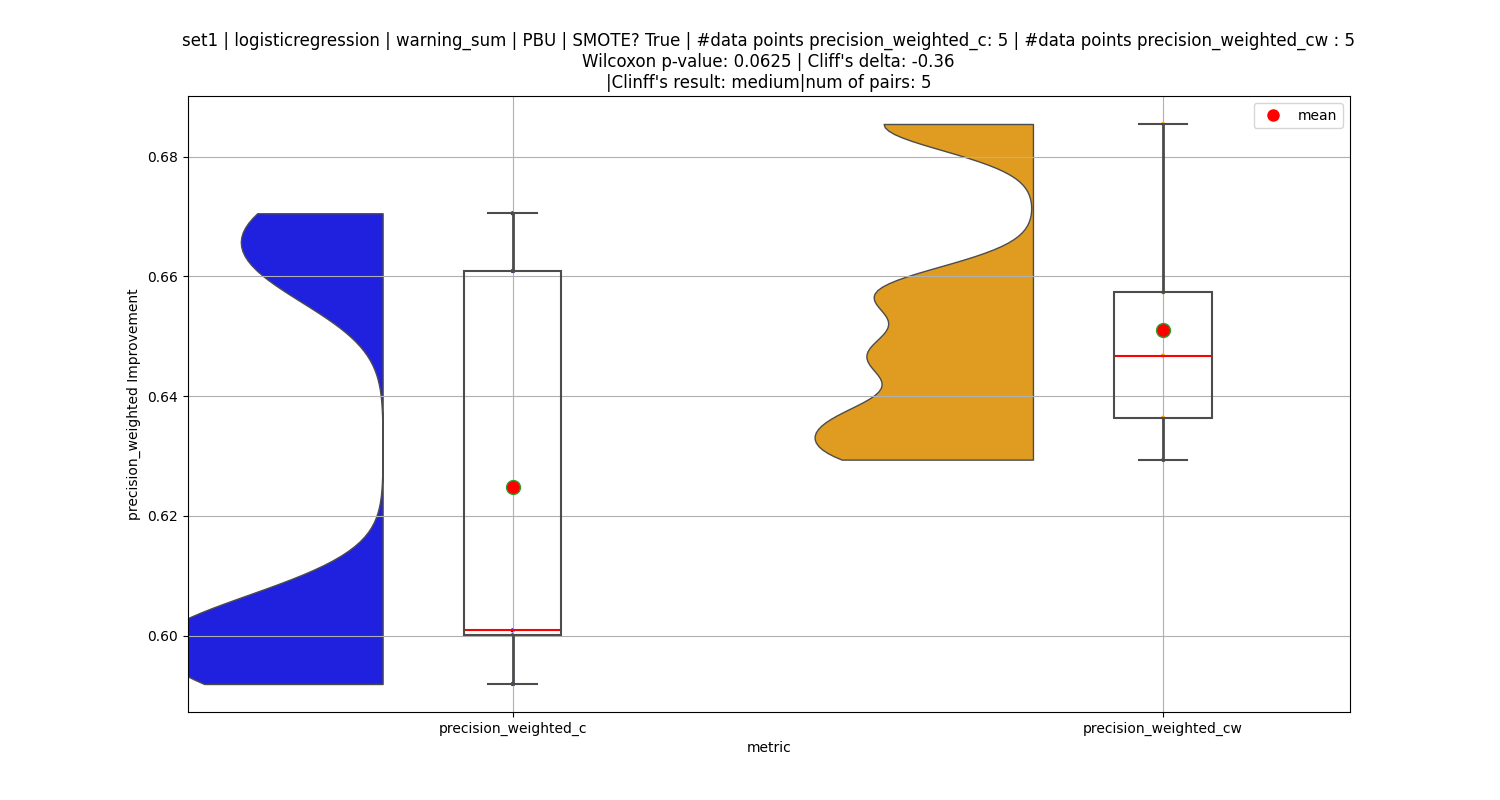 set1 | logisticregression | warning_sum | PBU | SMOTE? True | #data points precision_weighted_c: 5 | #data points precision_weighted_cw : 5
Wilcoxon p-value: 0.0625 | Cliff's delta: -0.36
|Clinff's result: medium|num of pairs: 5
mean
0.68
0.66
0.64
0.62
0.60
precision_weighted Improvement
precision_weighted_c
precision_weighted_cw
metric